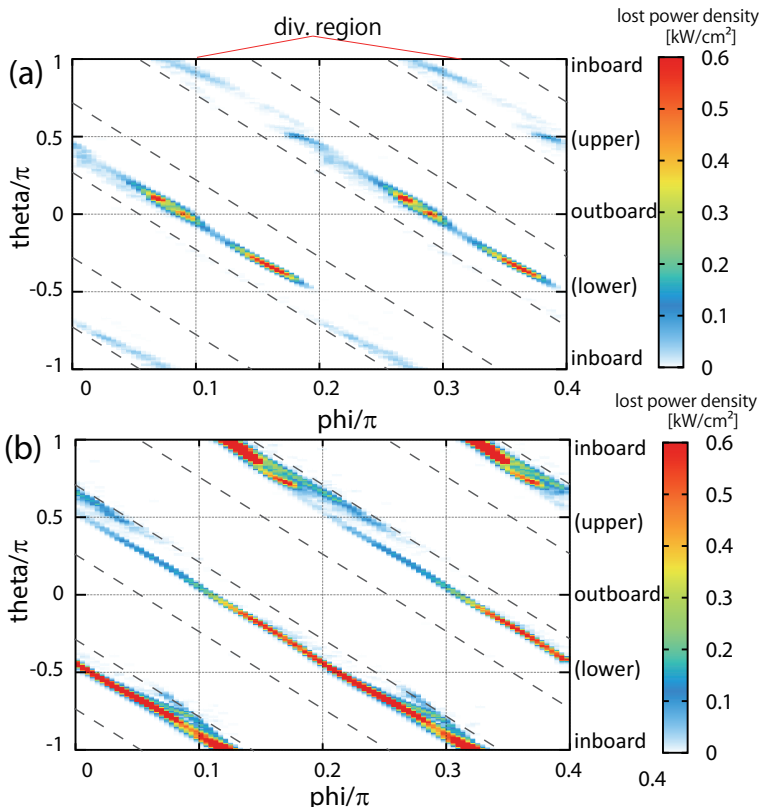 div. region
lost power density
[kW/cm²]
(a)
1
0.5
0
-0.5
-1
theta/π
inboard
(upper)
outboard
(lower)
inboard
0.6
0.5
0.4
0.3
0.2
0.1
0
0
0.1
0.2
0.3
0.4
phi/π
lost power density
[kW/cm²]
(b)
1
0.5
0
-0.5
-1
theta/π
inboard
(upper)
outboard
(lower)
inboard
0.6
0.5
0.4
0.3
0.2
0.1
0
0
0.1
0.2
0.3
0.4
0.4
phi/π